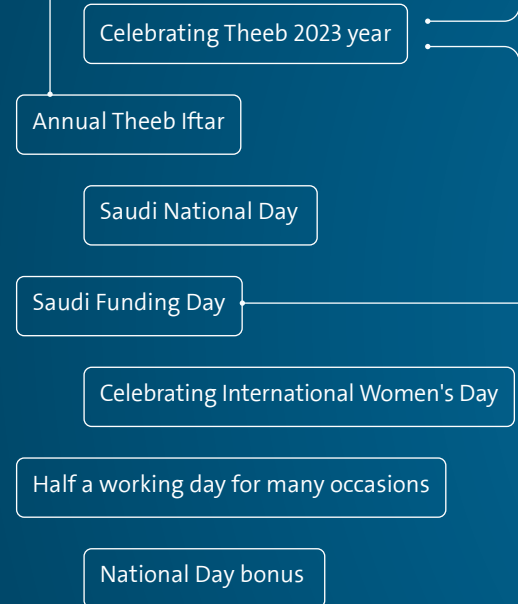 Celebrating Theeb 2023 year
Annual Theeb Iftar
Saudi National Day
Saudi Funding Day
Celebrating International Women's Day
Half a working day for many occasions
National Day bonus